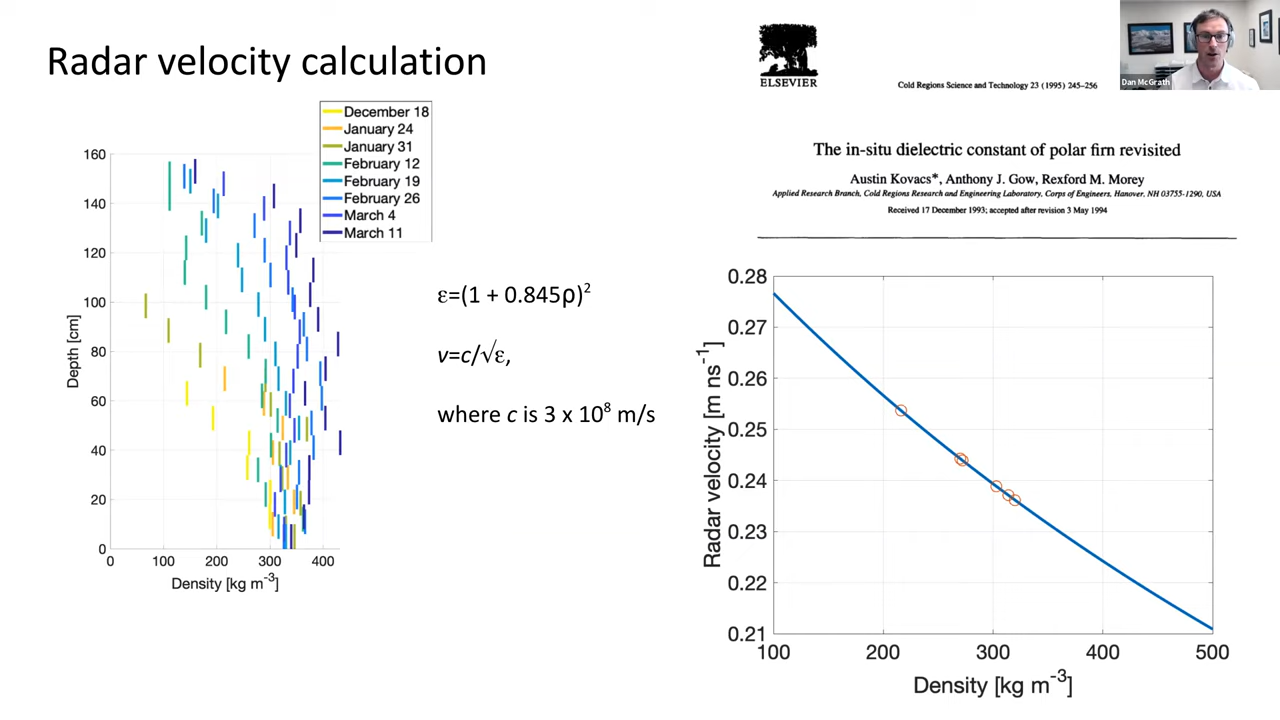 Radar velocity calculation
December 18
January 24
January 31
February 12
February 19
February 26
March 4
March 11
160
140
120
100
80
60
40
20
0
Depth [cm]
0 100 200 300 400
Density [kg m⁻³]
ε=(1 + 0.845ρ)²
v=c/√ε,
where c is 3 x 10⁸ m/s
ELSEVIER
Cold Regions Science and Technology 23 (1995) 245–256
Dan McGrath
The in-situ dielectric constant of polar firn revisited
Austin Kovacs*, Anthony J. Gow, Rexford M. Morey
Applied Research Branch, Cold Regions Research and Engineering Laboratory, Corps of Engineers, Hanover, NH 03755-1290, USA
Received 17 December 1993; accepted after revision 3 May 1994
0.28
0.27
0.26
0.25
0.24
0.23
0.22
0.21
Radar velocity [m ns⁻¹]
100 200 300 400 500
Density [kg m⁻³]